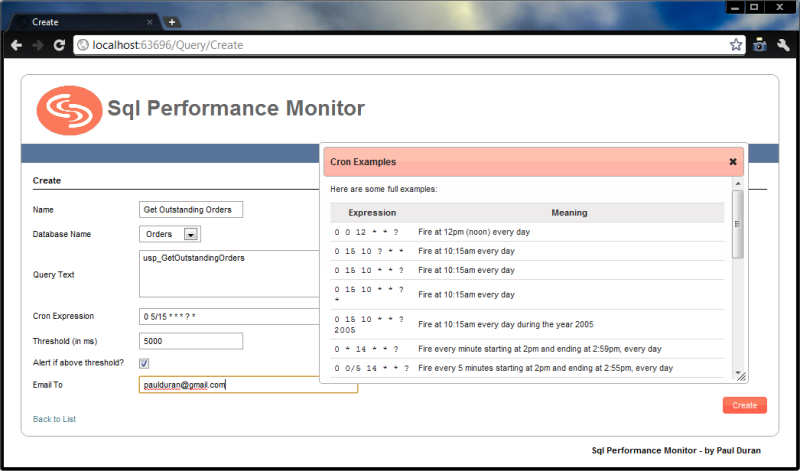 Create
localhost:63696/Query/Create
Sql Performance Monitor
Create
Name
Get Outstanding Orders
Database Name
Orders
Query Text
usp_GetOutstandingOrders
Cron Expression
0 5/15 * * * ? *
Threshold (in ms)
5000
Alert if above threshold?
Email To
paulduran@gmail.com
Back to List
Cron Examples
Here are some full examples:
Expression Meaning
0 0 12 * * ? Fire at 12pm (noon) every day
0 15 10 ? * * Fire at 10:15am every day
0 15 10 * * ? Fire at 10:15am every day
0 15 10 * * ? * Fire at 10:15am every day
0 15 10 * * ? 2005 Fire at 10:15am every day during the year 2005
0 * 14 * * ? Fire every minute starting at 2pm and ending at 2:59pm, every day
0 0/5 14 * * ? Fire every 5 minutes starting at 2pm and ending at 2:55pm, every day
Create
Sql Performance Monitor - by Paul Duran